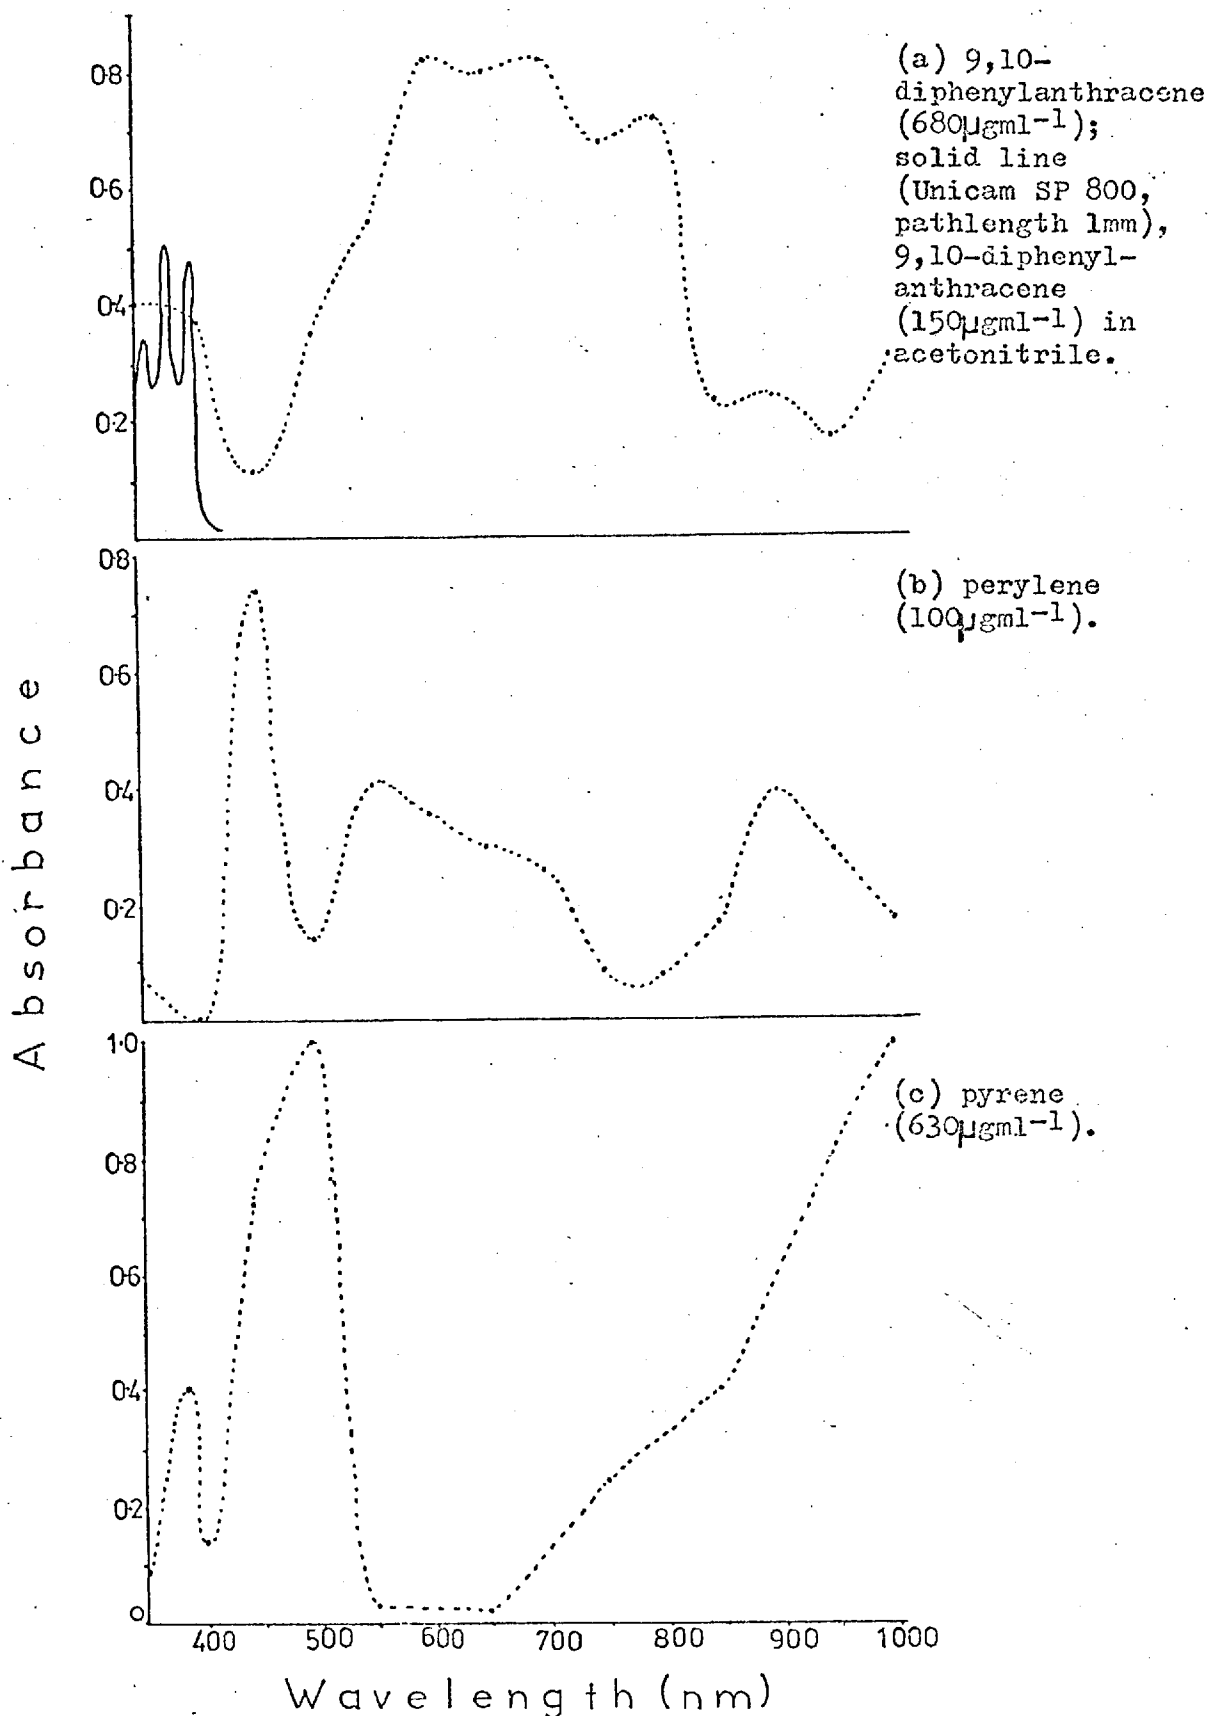 (a) 9,10-
diphenylanthracene
(680µgml-1);
solid line
(Unicam SP 800,
pathlength 1mm),
9,10-diphenyl-
anthracene
(150µgml-1) in
acetonitrile.
0·8
0·6
0·4
0·2
(b) perylene
(100µgml-1).
0·8
0·6
0·4
0·2
Absorbance
(c) pyrene
(630µgml-1).
1·0
0·8
0·6
0·4
0·2
0
400 500 600 700 800 900 1000
Wavelength (nm)